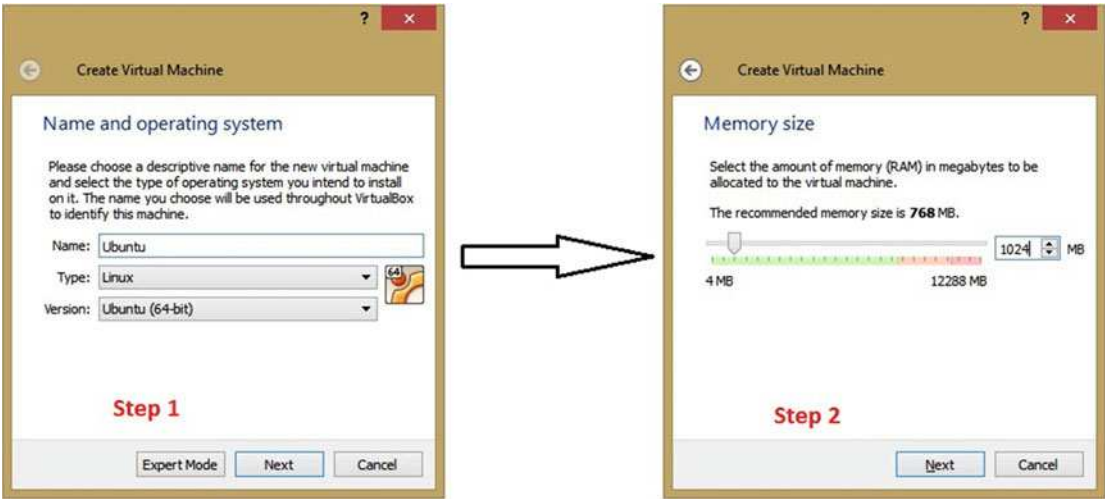 ?
Create Virtual Machine
Name and operating system
Please choose a descriptive name for the new virtual machine
and select the type of operating system you intend to install
on it. The name you choose will be used throughout VirtualBox
to identify this machine.
Name: Ubuntu
Type: Linux
64
Version: Ubuntu (64-bit)
Step 1
Expert Mode Next Cancel
?
Create Virtual Machine
Memory size
Select the amount of memory (RAM) in megabytes to be
allocated to the virtual machine.
The recommended memory size is 768 MB.
1024 MB
4 MB 12288 MB
Step 2
Next Cancel